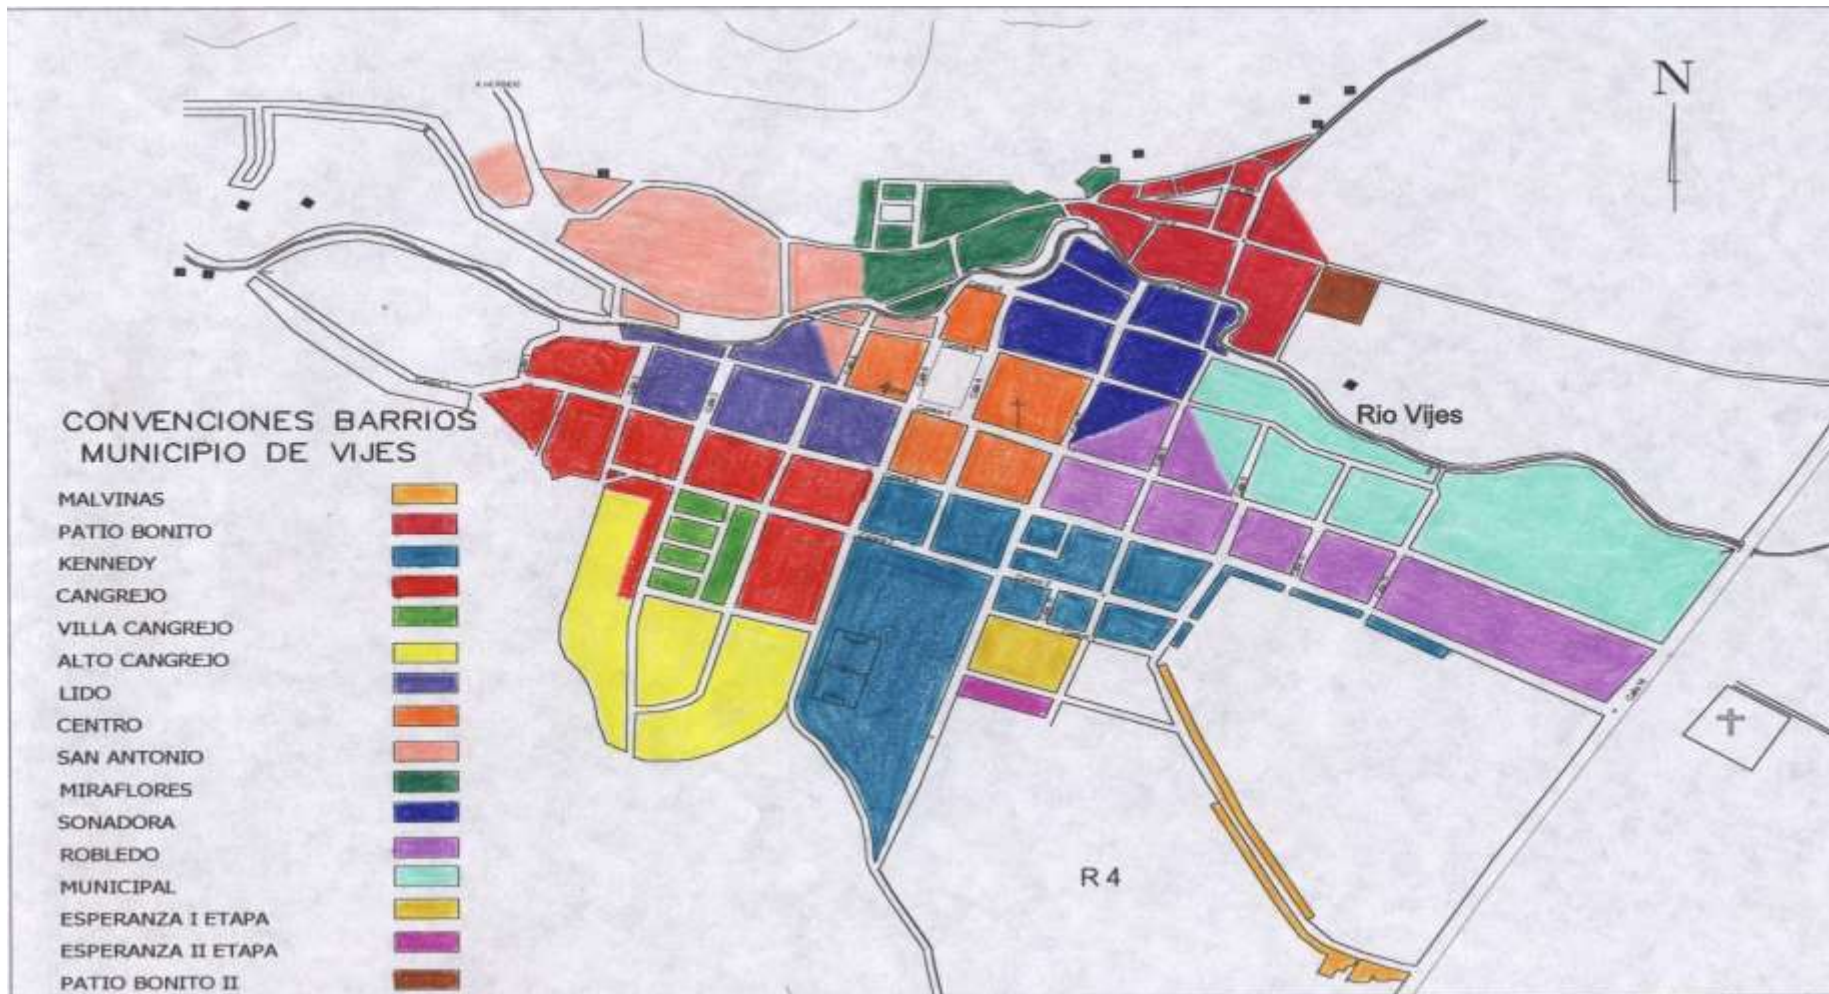 N
Rio Vijes
CONVENCIONES BARRIOS
MUNICIPIO DE VIJES
MALVINAS
PATIO BONITO
KENNEDY
CANGREJO
VILLA CANGREJO
ALTO CANGREJO
LIDO
CENTRO
SAN ANTONIO
MIRAFLORES
SONADORA
ROBLEDO
MUNICIPAL
ESPERANZA I ETAPA
ESPERANZA II ETAPA
PATIO BONITO II
R 4